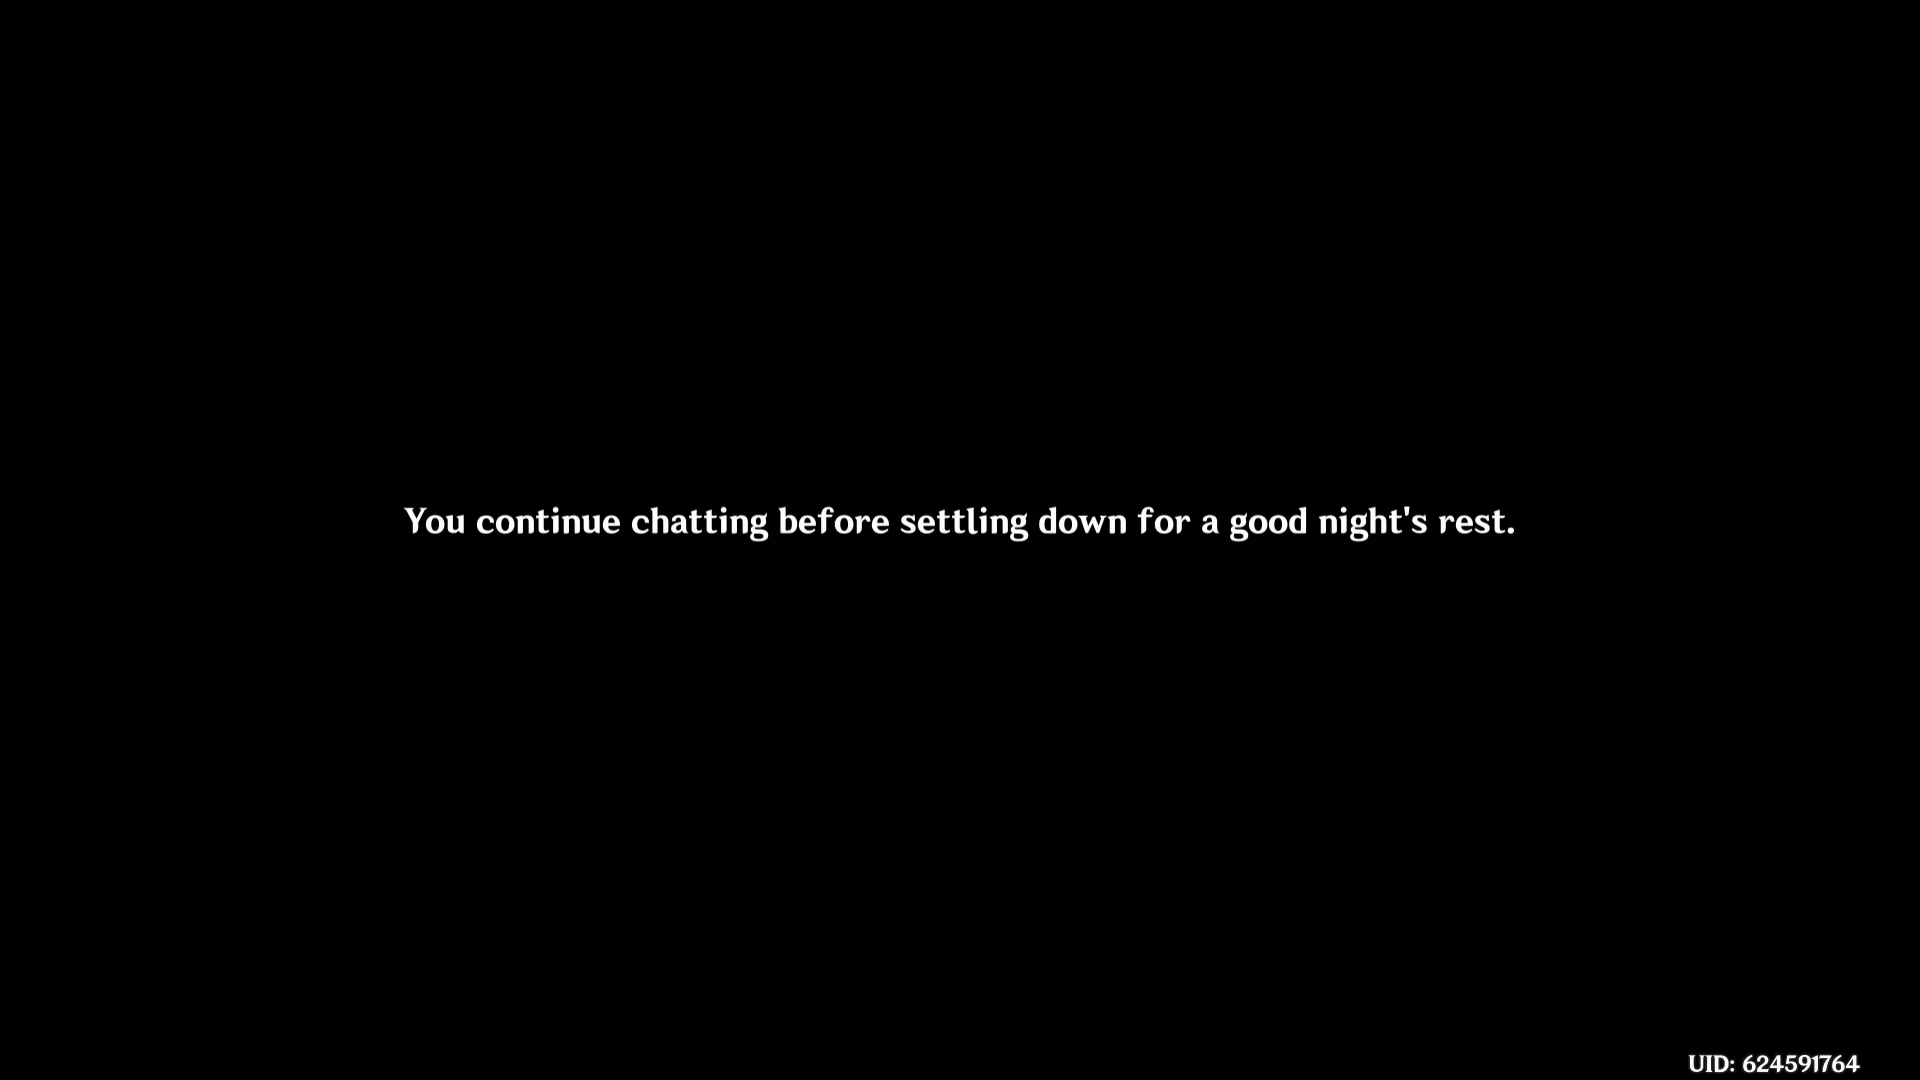 You continue chatting before settling down for a good night's rest.
UID: 624591764